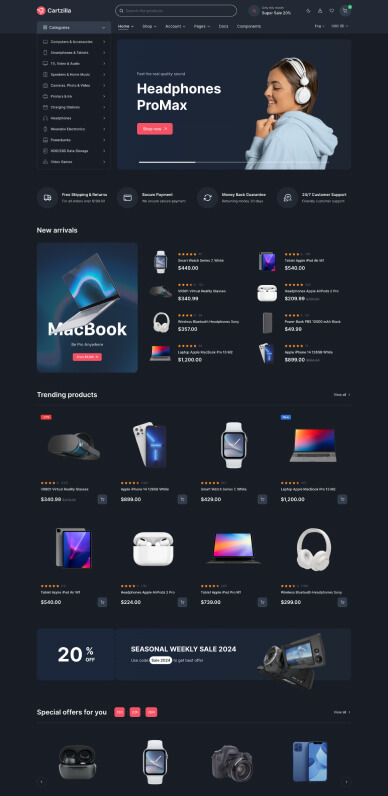 Cartzilla
Search the products
Only this month
Super Sale 20%
Categories
Home
Shop
Account
Pages
Docs
Components
Eng
USD ($)
Computers & Accessories
Smartphones & Tablets
TV, Video & Audio
Speakers & Home Music
Cameras, Photo & Video
Printers & Ink
Charging Stations
Headphones
Wearable Electronics
Powerbanks
HDD/SSD Data Storage
Video Games
Feel the real quality sound
Headphones
ProMax
Shop now
Free Shipping & Returns
For all orders over $199.00
Secure Payment
We ensure secure payment
Money Back Guarantee
Returning money 30 days
24/7 Customer Support
Friendly customer support
New arrivals
MacBook
Be Pro Anywhere
Smart Watch Series 7, White
$449.00
VRB01 Virtual Reality Glasses
$340.99
Wireless Bluetooth Headphones Sony
$357.00
Laptop Apple MacBook Pro 13 M2
$1,200.00
Tablet Apple iPad Air M1
$540.00
Headphones Apple AirPods 2 Pro
$209.99
Power Bank PBS 10000 mAh Black
$49.99
Apple iPhone 14 128GB White
$899.00
Trending products
View all
VRB01 Virtual Reality Glasses
$340.99
Apple iPhone 14 128GB White
$899.00
Smart Watch Series 7, White
$429.00
Laptop Apple MacBook Pro 13 M2
$1,200.00
Tablet Apple iPad Air M1
$540.00
Headphones Apple AirPods 2 Pro
$224.00
Tablet Apple iPad Pro M1
$739.00
Wireless Bluetooth Headphones Sony
$299.00
20 %
OFF
SEASONAL WEEKLY SALE 2024
Use code Sale 2024 to get best offer
Special offers for you
View all